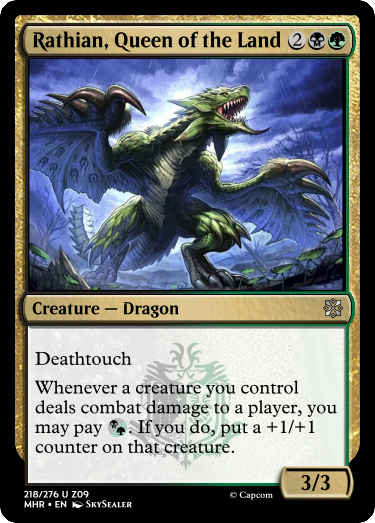 Rathian, Queen of the Land 2
Creature — Dragon
Deathtouch
Whenever a creature you control
deals combat damage to a player, you
may pay . If you do, put a +1/+1
counter on that creature.
3/3
218/276 U Z09
MHR • EN SkySealer
© Capcom